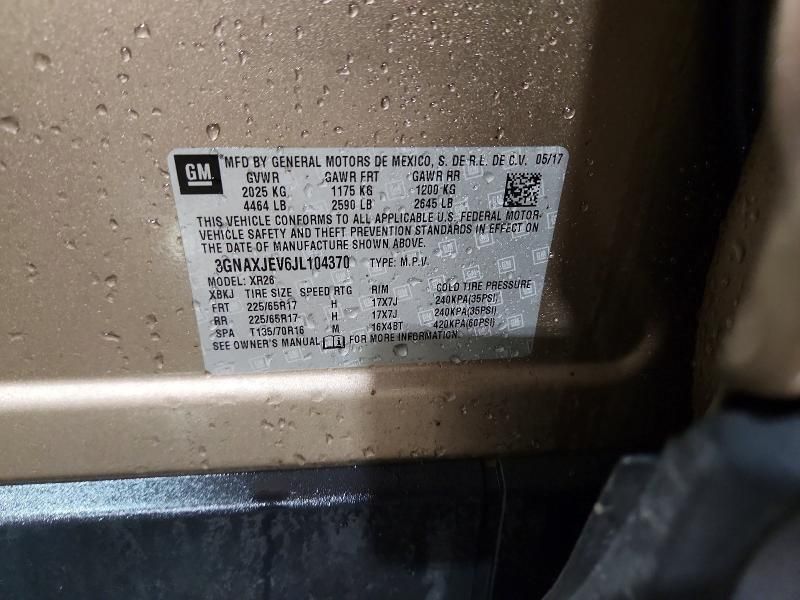 GM MFD BY GENERAL MOTORS DE MEXICO, S. DE R.L. DE C.V. 05/17
GVWR GAWR FRT GAWR RR
2025 KG 1175 KG 1200 KG
4464 LB 2590 LB 2645 LB
THIS VEHICLE CONFORMS TO ALL APPLICABLE U.S. FEDERAL MOTOR
VEHICLE SAFETY AND THEFT PREVENTION STANDARDS IN EFFECT ON
THE DATE OF MANUFACTURE SHOWN ABOVE.
3GNAXJEV6JL104370 TYPE: M.P.V.
MODEL: XR26
XBKJ TIRE SIZE SPEED RTG RIM COLD TIRE PRESSURE
FRT 225/65R17 H 17X7J 240KPA(35PSI)
RR 225/65R17 H 17X7J 240KPA(35PSI)
SPA T135/70R16 M 16X4BT 420KPA(60PSI)
SEE OWNER'S MANUAL FOR MORE INFORMATION.